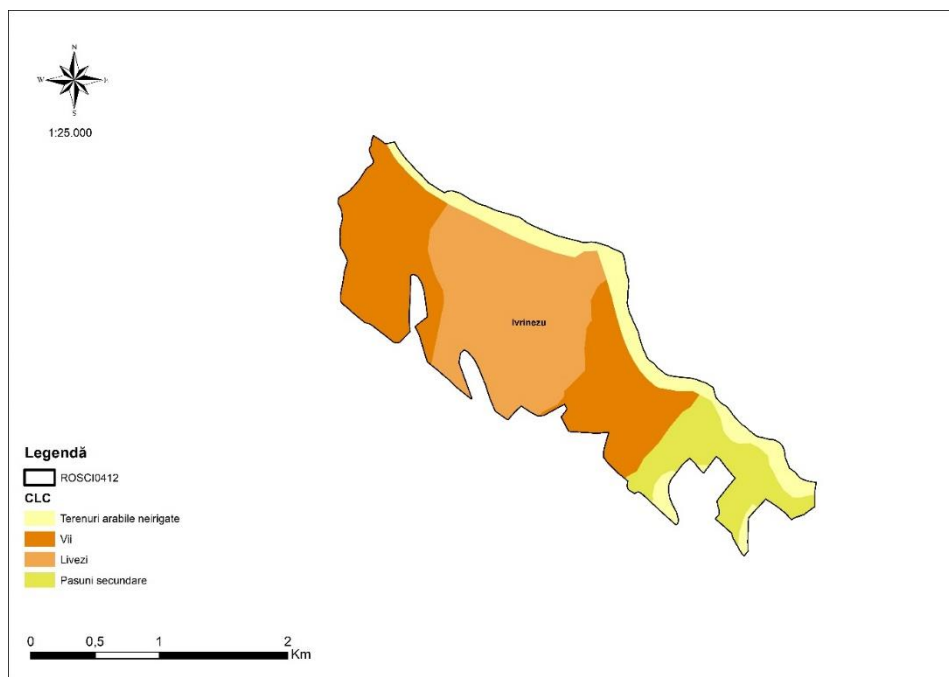 N
W E
S
1:25.000
Ivrinezu
Legendă
ROSCI0412
CLC
Terenuri arabile neirigate
Vii
Livezi
Pasuni secundare
0 0,5 1 2
Km